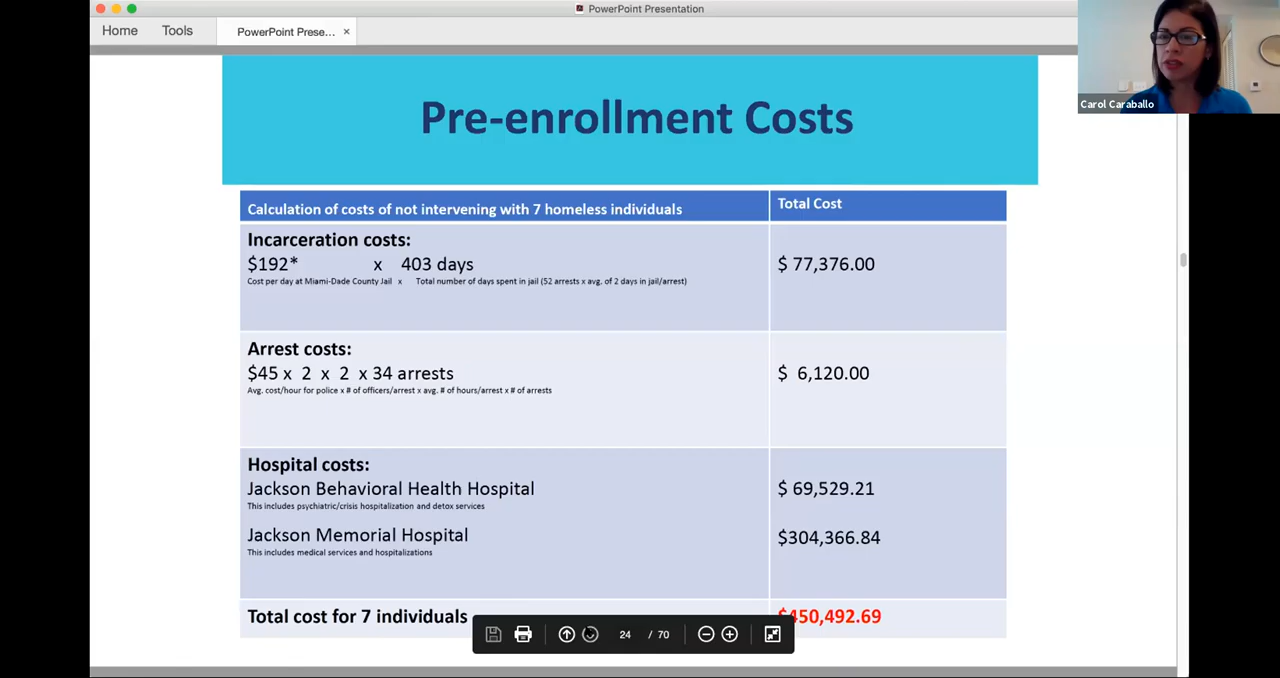 PowerPoint Presentation
Home Tools PowerPoint Prese... ×
Carol Caraballo
Pre-enrollment Costs
Calculation of costs of not intervening with 7 homeless individuals Total Cost
Incarceration costs:
$192* x 403 days $ 77,376.00
Cost per day at Miami-Dade County Jail x Total number of days spent in jail (52 arrests x avg. of 2 days in jail/arrest)
Arrest costs:
$45 x 2 x 2 x 34 arrests $ 6,120.00
Avg. cost/hour for police x # of officers/arrest x avg. # of hours/arrest x # of arrests
Hospital costs:
Jackson Behavioral Health Hospital $ 69,529.21
This includes psychiatric/crisis hospitalization and detox services
Jackson Memorial Hospital $304,366.84
This includes medical services and hospitalizations
Total cost for 7 individuals $450,492.69
24 / 70